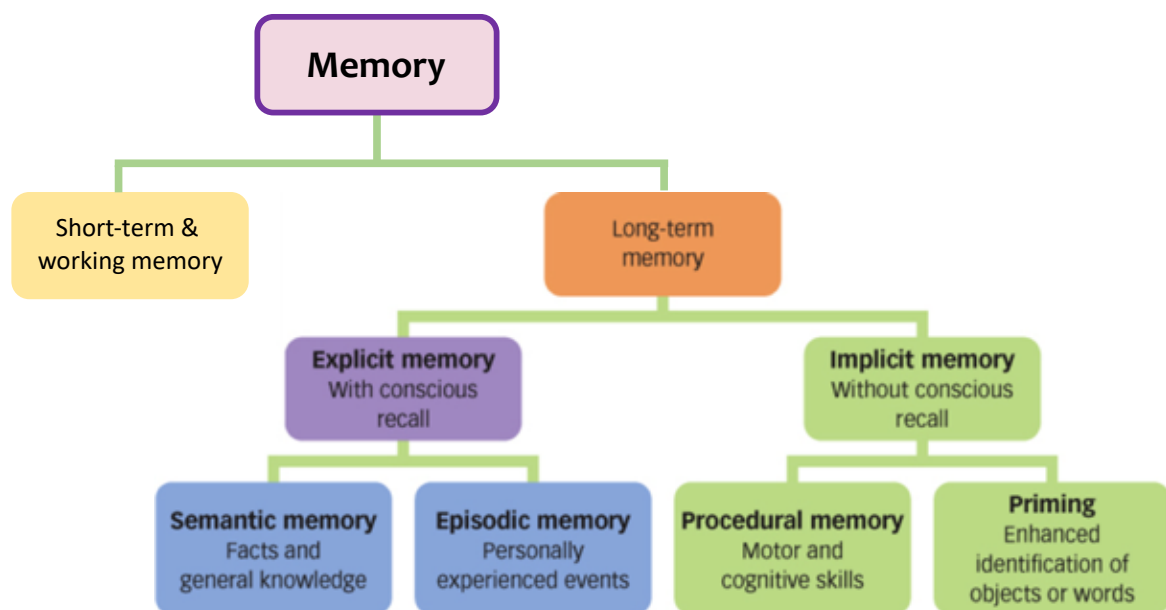 Memory
Short-term &
working memory
Long-term
memory
Explicit memory
With conscious
recall
Implicit memory
Without conscious
recall
Semantic memory
Facts and
general knowledge
Episodic memory
Personally
experienced events
Procedural memory
Motor and
cognitive skills
Priming
Enhanced
identification of
objects or words